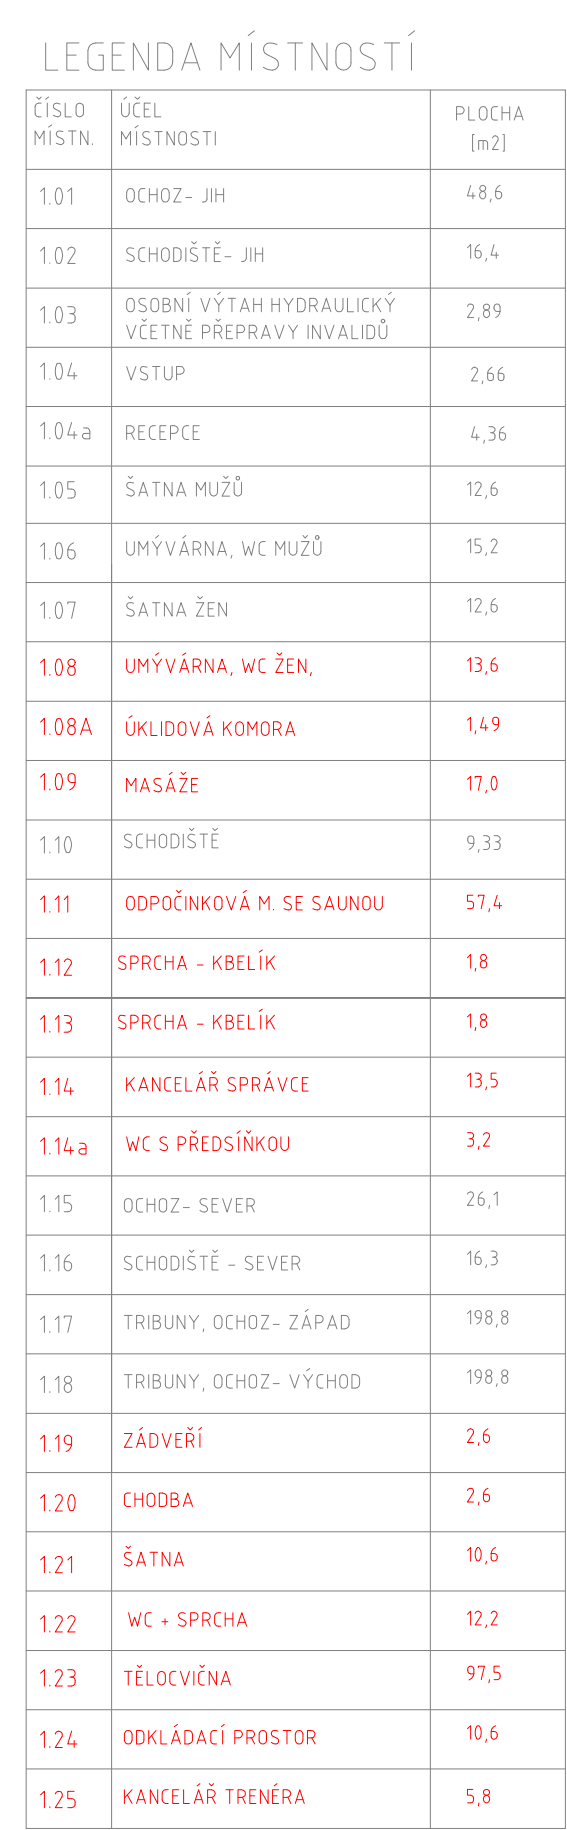 LEGENDA MÍSTNOSTÍ
ČÍSLO MÍSTN. ÚČEL MÍSTNOSTI PLOCHA [m2]
1.01 OCHOZ- JIH 48,6
1.02 SCHODIŠTĚ- JIH 16,4
1.03 OSOBNÍ VÝTAH HYDRAULICKÝ 2,89
VČETNĚ PŘEPRAVY INVALIDŮ
1.04 VSTUP 2,66
1.04a RECEPCE 4,36
1.05 ŠATNA MUŽŮ 12,6
1.06 UMÝVÁRNA, WC MUŽŮ 15,2
1.07 ŠATNA ŽEN 12,6
1.08 UMÝVÁRNA, WC ŽEN, 13,6
1.08A ÚKLIDOVÁ KOMORA 1,49
1.09 MASÁŽE 17,0
1.10 SCHODIŠTĚ 9,33
1.11 ODPOČINKOVÁ M. SE SAUNOU 57,4
1.12 SPRCHA - KBELÍK 1,8
1.13 SPRCHA - KBELÍK 1,8
1.14 KANCELÁŘ SPRÁVCE 13,5
1.14a WC S PŘEDSÍŇKOU 3,2
1.15 OCHOZ- SEVER 26,1
1.16 SCHODIŠTĚ - SEVER 16,3
1.17 TRIBUNY, OCHOZ- ZÁPAD 198,8
1.18 TRIBUNY, OCHOZ- VÝCHOD 198,8
1.19 ZÁDVEŘÍ 2,6
1.20 CHODBA 2,6
1.21 ŠATNA 10,6
1.22 WC + SPRCHA 12,2
1.23 TĚLOCVIČNA 97,5
1.24 ODKLÁDACÍ PROSTOR 10,6
1.25 KANCELÁŘ TRENÉRA 5,8